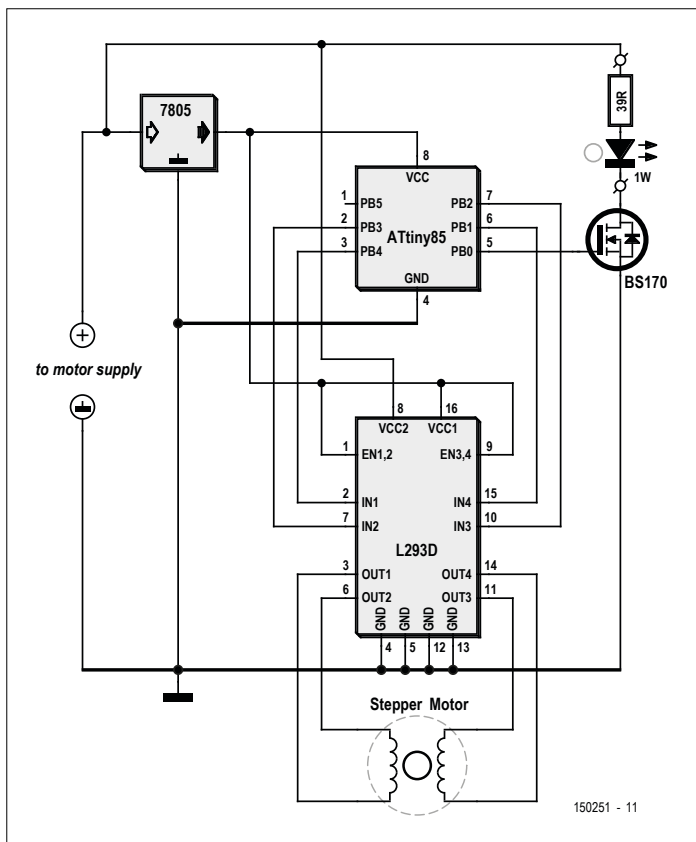 7805
39R
1W
BS170
8
VCC
1 PB5 PB2 7
2 PB3 PB1 6
ATtiny85
3 PB4 PB0 5
GND
4
to motor supply
8 16
VCC2 VCC1
1 EN1,2 EN3,4 9
2 IN1 IN4 15
7 IN2 IN3 10
L293D
3 OUT1 OUT4 14
6 OUT2 OUT3 11
GND GND GND GND
4 5 12 13
Stepper Motor
150251 - 11